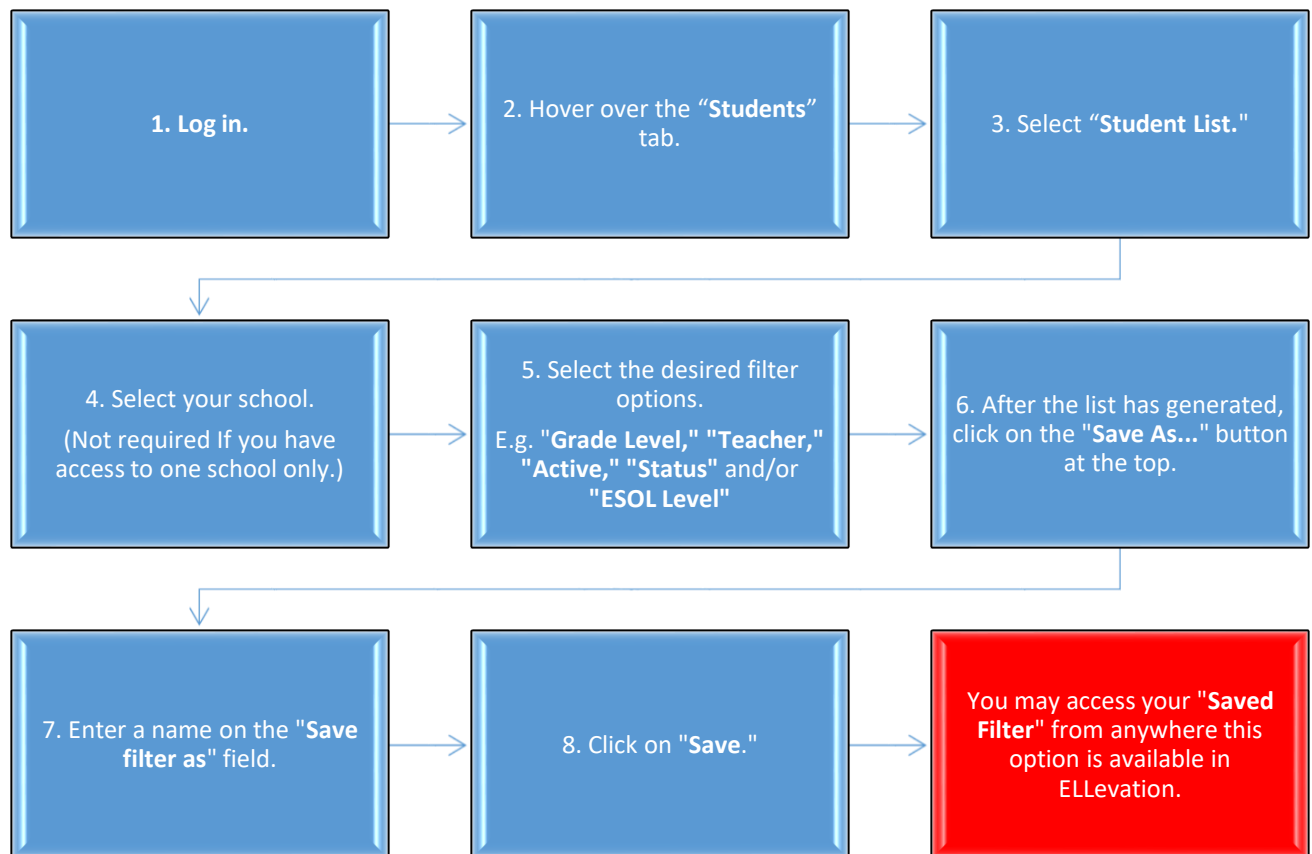 1. Log in.
2. Hover over the “Students”
tab.
3. Select “Student List."
4. Select your school.
(Not required If you have
access to one school only.)
5. Select the desired filter
options.
E.g. "Grade Level," "Teacher,"
"Active," "Status" and/or
"ESOL Level"
6. After the list has generated,
click on the "Save As..." button
at the top.
7. Enter a name on the "Save
filter as" field.
8. Click on "Save."
You may access your "Saved
Filter" from anywhere this
option is available in
ELLevation.